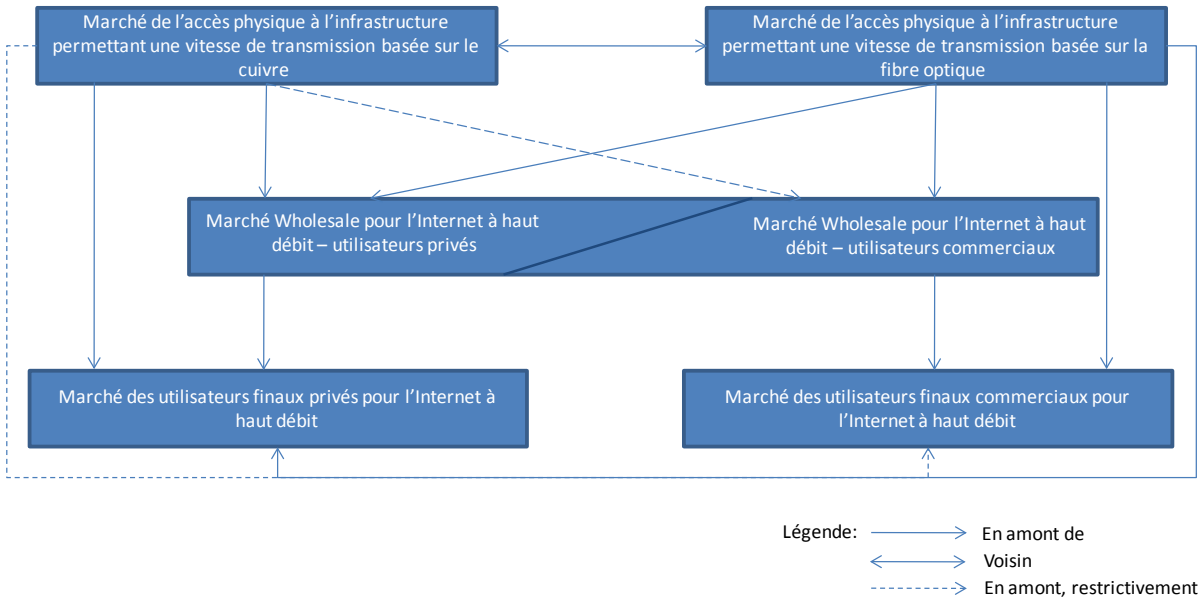 Marché de l'accès physique à l'infrastructure
permettant une vitesse de transmission basée sur le
cuivre
Marché de l'accès physique à l'infrastructure
permettant une vitesse de transmission basée sur la
fibre optique
Marché Wholesale pour l'Internet à haut
débit – utilisateurs privés
Marché Wholesale pour l'Internet à haut
débit – utilisateurs commerciaux
Marché des utilisateurs finaux privés pour l'Internet à
haut débit
Marché des utilisateurs finaux commerciaux pour
l'Internet à haut débit
Légende:
En amont de
Voisin
En amont, restrictivement